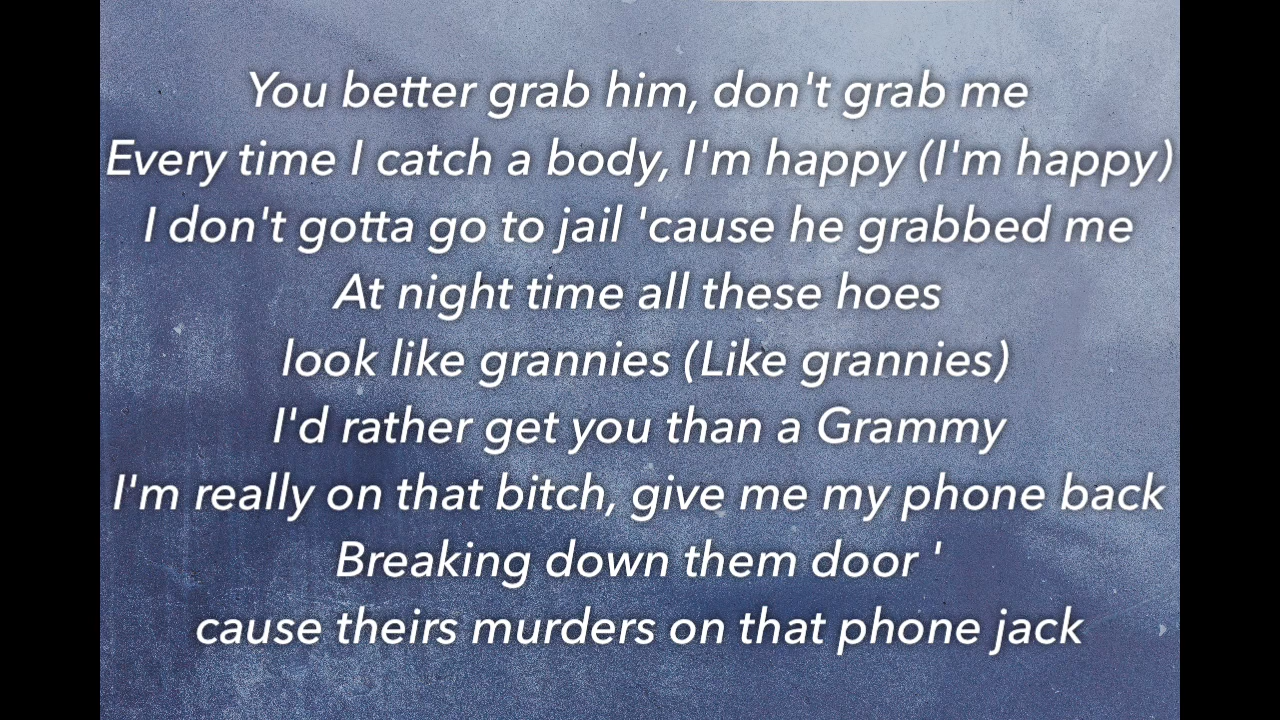 You better grab him, don't grab me
Every time I catch a body, I'm happy (I'm happy)
I don't gotta go to jail 'cause he grabbed me
At night time all these hoes
look like grannies (Like grannies)
I'd rather get you than a Grammy
I'm really on that bitch, give me my phone back
Breaking down them door '
cause theirs murders on that phone jack